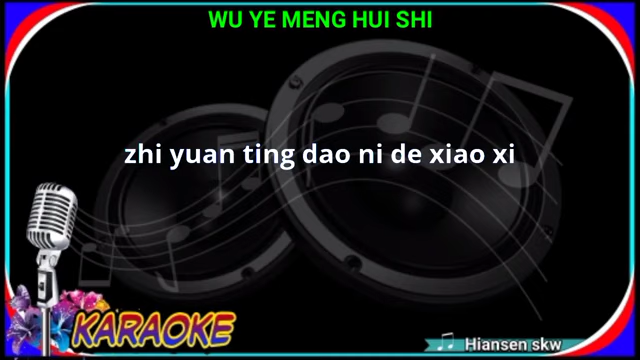 WU YE MENG HUI SHI
zhi yuan ting dao ni de xiao xi
KARAOKE
Hiansen skw